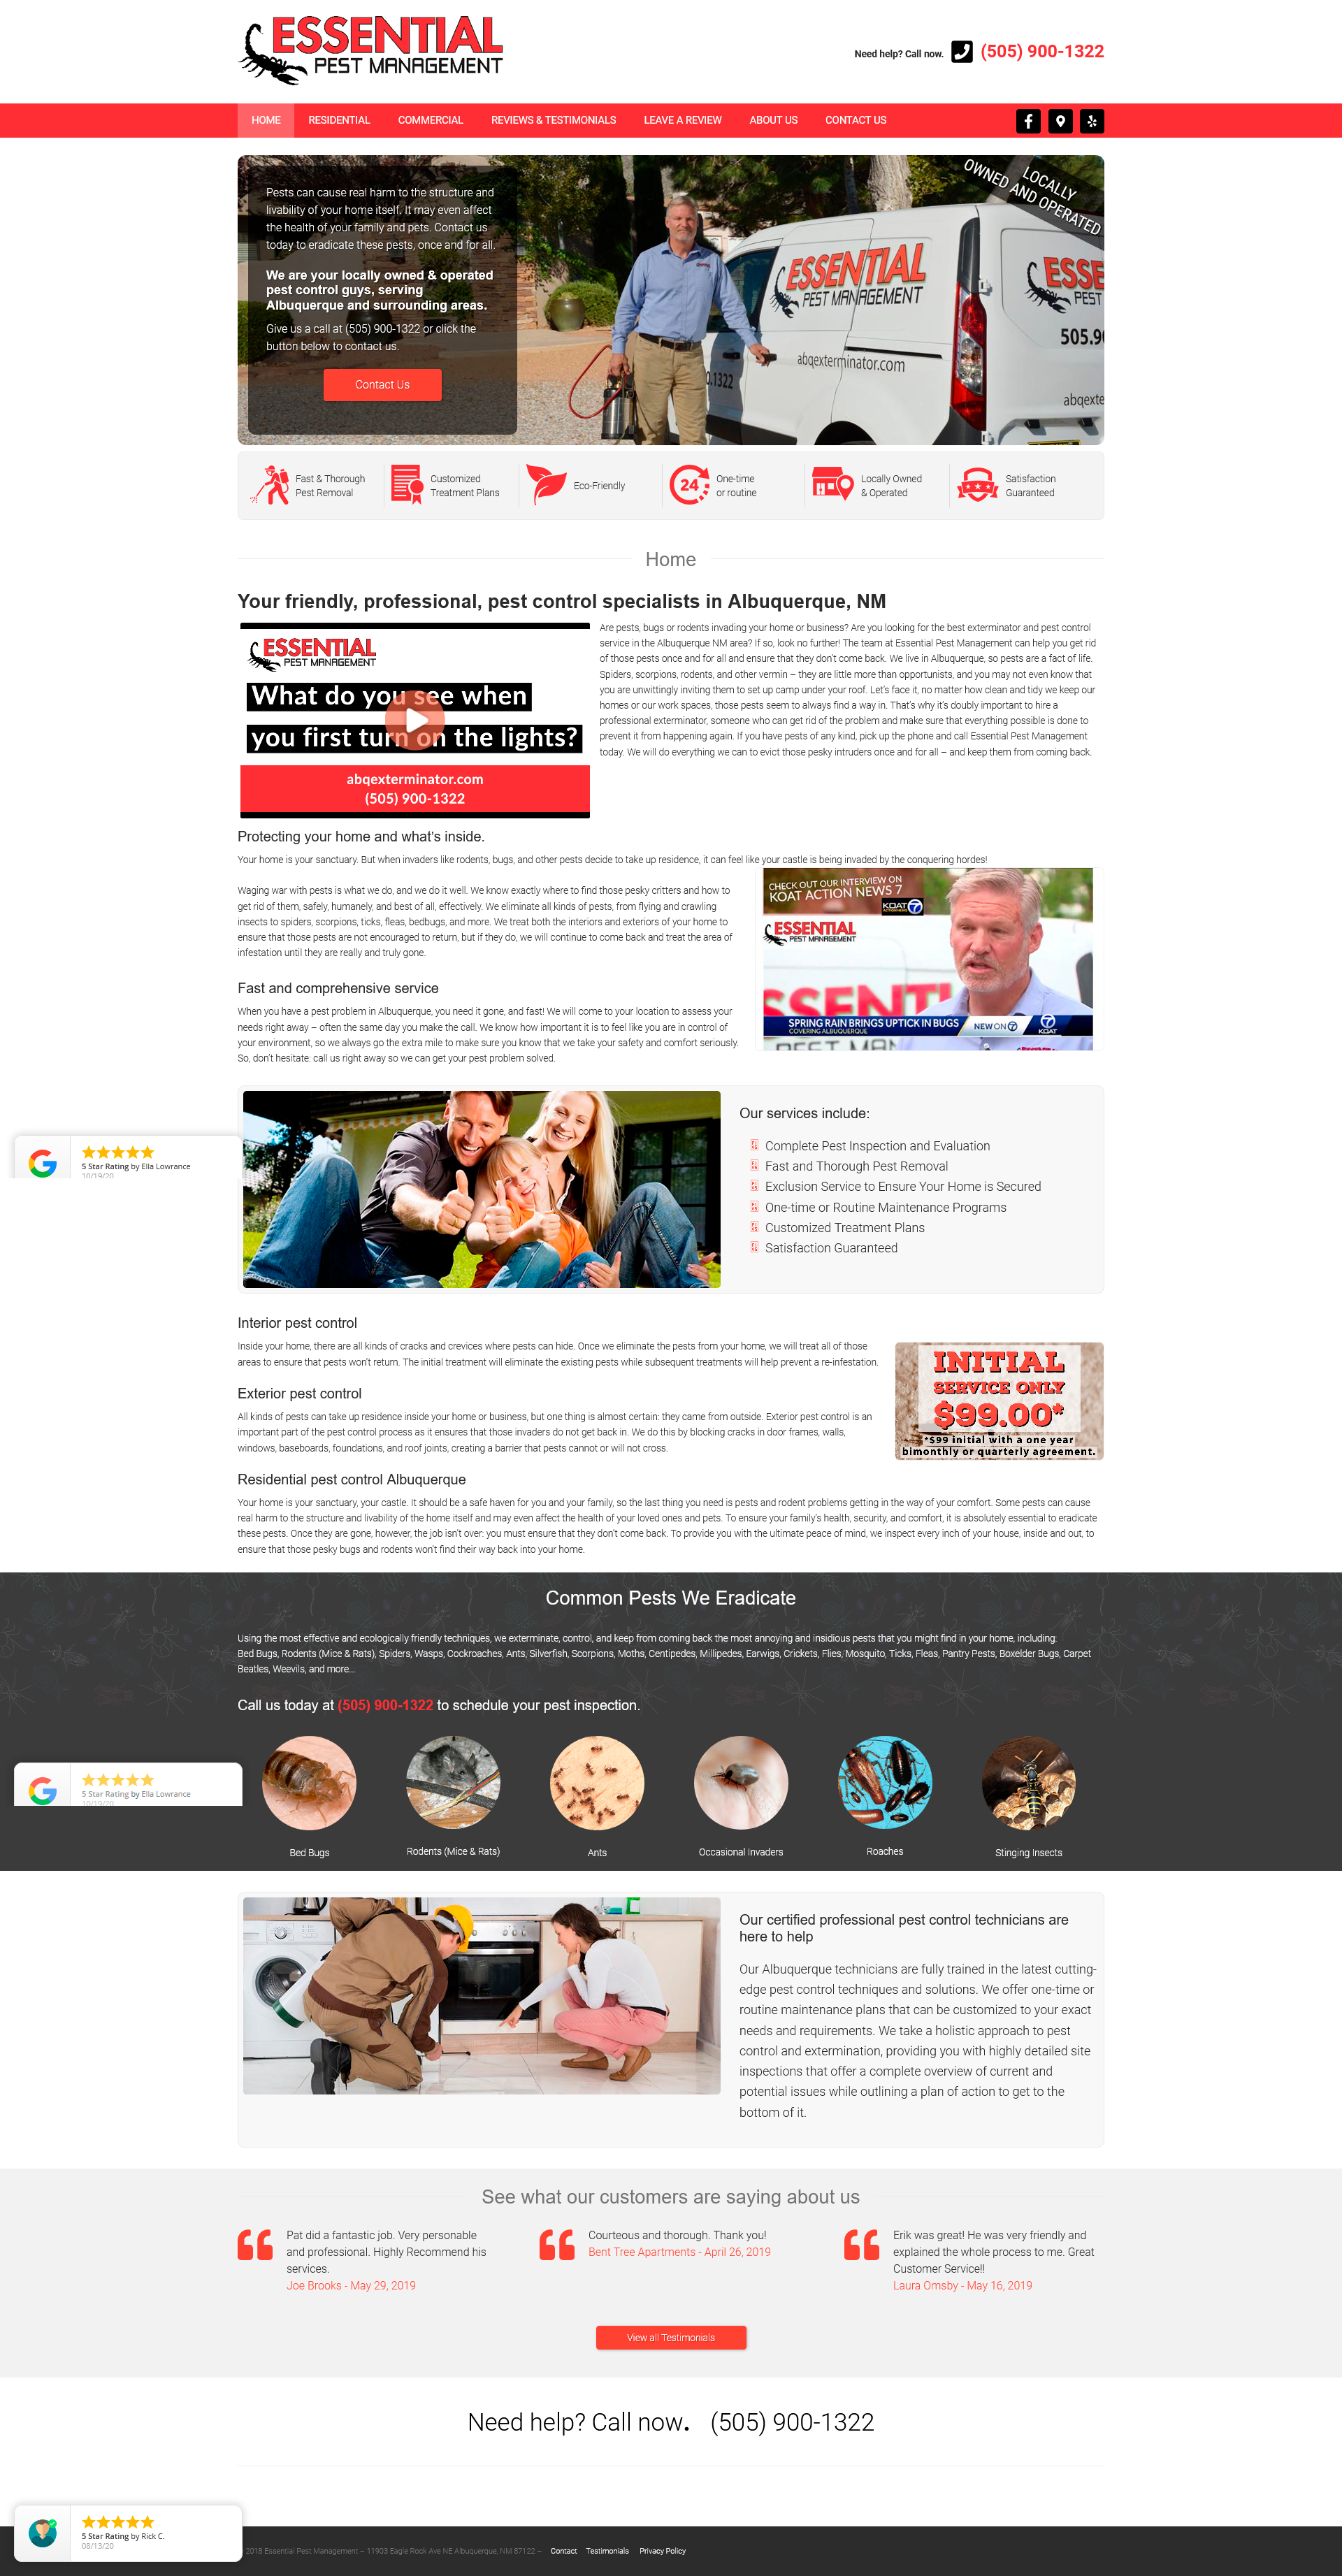 ESSENTIAL
PEST MANAGEMENT
Need help? Call now. (505) 900-1322
HOME RESIDENTIAL COMMERCIAL REVIEWS & TESTIMONIALS LEAVE A REVIEW ABOUT US CONTACT US
Pests can cause real harm to the structure and
livability of your home itself. It may even affect
the health of your family and pets. Contact us
today to eradicate these pests, once and for all.
We are your locally owned & operated
pest control guys, serving
Albuquerque and surrounding areas.
Give us a call at (505) 900-1322 or click the
button below to contact us.
Contact Us
LOCALLY
OWNED AND OPERATED
ESSENTIAL
PEST MANAGEMENT
abqexterminator.com
0.1322
ESSE
PEST MANA
505.90
abqexte
Fast & Thorough
Pest Removal
Customized
Treatment Plans
Eco-Friendly
24
One-time
or routine
Locally Owned
& Operated
Satisfaction
Guaranteed
Home
Your friendly, professional, pest control specialists in Albuquerque, NM
ESSENTIAL
PEST MANAGEMENT
What do you see when
you first turn on the lights?
abqexterminator.com
(505) 900-1322
Are pests, bugs or rodents invading your home or business? Are you looking for the best exterminator and pest control
service in the Albuquerque NM area? If so, look no further! The team at Essential Pest Management can help you get rid
of those pests once and for all and ensure that they don't come back. We live in Albuquerque, so pests are a fact of life.
Spiders, scorpions, rodents, and other vermin – they are little more than opportunists, and you may not even know that
you are unwittingly inviting them to set up camp under your roof. Let's face it, no matter how clean and tidy we keep our
homes or our work spaces, those pests seem to always find a way in. That's why it's doubly important to hire a
professional exterminator, someone who can get rid of the problem and make sure that everything possible is done to
prevent it from happening again. If you have pests of any kind, pick up the phone and call Essential Pest Management
today. We will do everything we can to evict those pesky intruders once and for all – and keep them from coming back.
Protecting your home and what's inside.
Your home is your sanctuary. But when invaders like rodents, bugs, and other pests decide to take up residence, it can feel like your castle is being invaded by the conquering hordes!
Waging war with pests is what we do, and we do it well. We know exactly where to find those pesky critters and how to
get rid of them, safely, humanely, and best of all, effectively. We eliminate all kinds of pests, from flying and crawling
insects to spiders, scorpions, ticks, fleas, bedbugs, and more. We treat both the interiors and exteriors of your home to
ensure that those pests are not encouraged to return, but if they do, we will continue to come back and treat the area of
infestation until they are really and truly gone.
CHECK OUT OUR INTERVIEW ON
KOAT ACTION NEWS 7
KOAT 7
ESSENTIAL
PEST MANAGEMENT
SSENTI
SPRING RAIN BRINGS UPTICK IN BUGS
COVERING ALBUQUERQUE
NEW ON 7
KOAT
PEST MAN
Fast and comprehensive service
When you have a pest problem in Albuquerque, you need it gone, and fast! We will come to your location to assess your
needs right away – often the same day you make the call. We know how important it is to feel like you are in control of
your environment, so we always go the extra mile to make sure you know that we take your safety and comfort seriously.
So, don't hesitate: call us right away so we can get your pest problem solved.
5 Star Rating by Ella Lowrance
10/19/20
Our services include:
Complete Pest Inspection and Evaluation
Fast and Thorough Pest Removal
Exclusion Service to Ensure Your Home is Secured
One-time or Routine Maintenance Programs
Customized Treatment Plans
Satisfaction Guaranteed
Interior pest control
Inside your home, there are all kinds of cracks and crevices where pests can hide. Once we eliminate the pests from your home, we will treat all of those
areas to ensure that pests won't return. The initial treatment will eliminate the existing pests while subsequent treatments will help prevent a re-infestation.
INITIAL
SERVICE ONLY
$99.00*
*$99 initial with a one year
bimonthly or quarterly agreement.
Exterior pest control
All kinds of pests can take up residence inside your home or business, but one thing is almost certain: they came from outside. Exterior pest control is an
important part of the pest control process as it ensures that those invaders do not get back in. We do this by blocking cracks in door frames, walls,
windows, baseboards, foundations, and roof joints, creating a barrier that pests cannot or will not cross.
Residential pest control Albuquerque
Your home is your sanctuary, your castle. It should be a safe haven for you and your family, so the last thing you need is pests and rodent problems getting in the way of your comfort. Some pests can cause
real harm to the structure and livability of the home itself and may even affect the health of your loved ones and pets. To ensure your family's health, security, and comfort, it is absolutely essential to eradicate
these pests. Once they are gone, however, the job isn't over: you must ensure that they don't come back. To provide you with the ultimate peace of mind, we inspect every inch of your house, inside and out, to
ensure that those pesky bugs and rodents won't find their way back into your home.
Common Pests We Eradicate
Using the most effective and ecologically friendly techniques, we exterminate, control, and keep from coming back the most annoying and insidious pests that you might find in your home, including:
Bed Bugs, Rodents (Mice & Rats), Spiders, Wasps, Cockroaches, Ants, Silverfish, Scorpions, Moths, Centipedes, Millipedes, Earwigs, Crickets, Flies, Mosquito, Ticks, Fleas, Pantry Pests, Boxelder Bugs, Carpet
Beatles, Weevils, and more...
Call us today at (505) 900-1322 to schedule your pest inspection.
5 Star Rating by Ella Lowrance
10/19/20
Bed Bugs
Rodents (Mice & Rats)
Ants
Occasional Invaders
Roaches
Stinging Insects
Our certified professional pest control technicians are
here to help
Our Albuquerque technicians are fully trained in the latest cutting-
edge pest control techniques and solutions. We offer one-time or
routine maintenance plans that can be customized to your exact
needs and requirements. We take a holistic approach to pest
control and extermination, providing you with highly detailed site
inspections that offer a complete overview of current and
potential issues while outlining a plan of action to get to the
bottom of it.
See what our customers are saying about us
Pat did a fantastic job. Very personable
and professional. Highly Recommend his
services.
Joe Brooks - May 29, 2019
Courteous and thorough. Thank you!
Bent Tree Apartments - April 26, 2019
Erik was great! He was very friendly and
explained the whole process to me. Great
Customer Service!!
Laura Omsby - May 16, 2019
View all Testimonials
Need help? Call now. (505) 900-1322
5 Star Rating by Rick C.
08/13/20
2018 Essential Pest Management – 11903 Eagle Rock Ave NE Albuquerque, NM 87122 – Contact Testimonials Privacy Policy